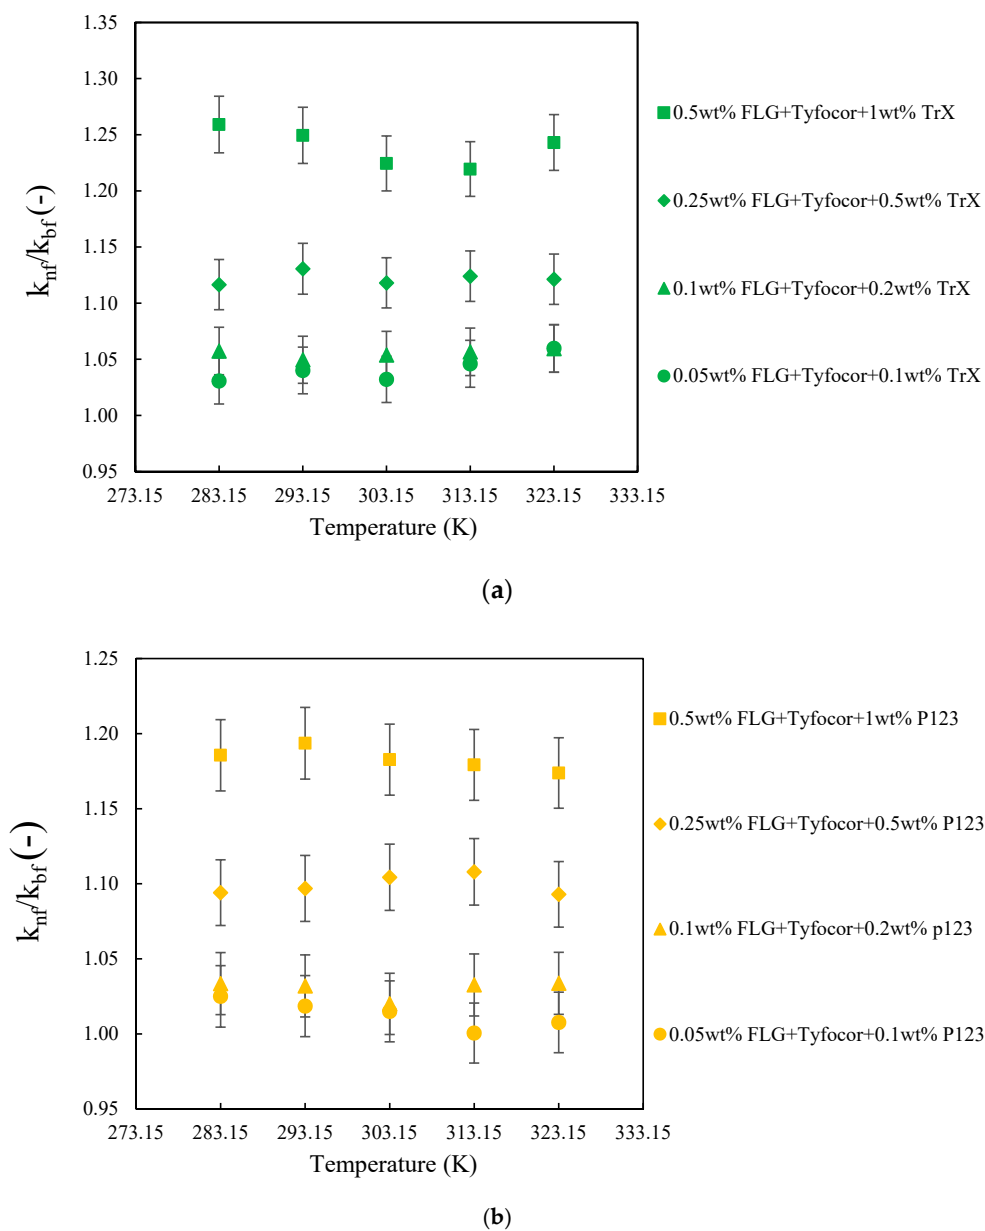 1.35
1.30
1.25
1.20
1.15
1.10
1.05
1.00
0.95
k_nf/k_bf (-)
273.15 283.15 293.15 303.15 313.15 323.15 333.15
Temperature (K)
0.5wt% FLG+Tyfocor+1wt% TrX
0.25wt% FLG+Tyfocor+0.5wt% TrX
0.1wt% FLG+Tyfocor+0.2wt% TrX
0.05wt% FLG+Tyfocor+0.1wt% TrX
(a)
1.25
1.20
1.15
1.10
1.05
1.00
0.95
k_nf/k_bf (-)
273.15 283.15 293.15 303.15 313.15 323.15 333.15
Temperature (K)
0.5wt% FLG+Tyfocor+1wt% P123
0.25wt% FLG+Tyfocor+0.5wt% P123
0.1wt% FLG+Tyfocor+0.2wt% p123
0.05wt% FLG+Tyfocor+0.1wt% P123
(b)